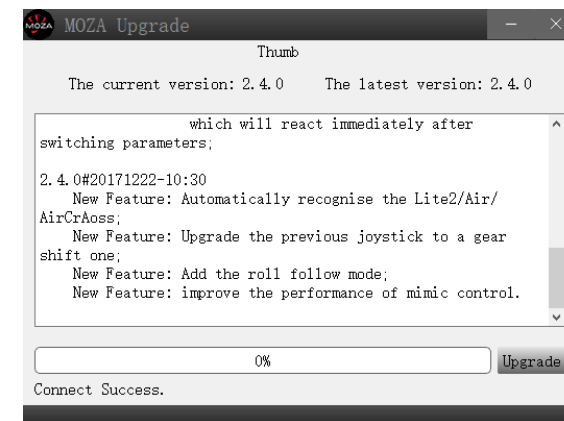 MOZA MOZA Upgrade
Thumb
The current version: 2.4.0 The latest version: 2.4.0
which will react immediately after
switching parameters;
2.4.0#20171222-10:30
New Feature: Automatically recognise the Lite2/Air/
AirCrAoss;
New Feature: Upgrade the previous joystick to a gear
shift one;
New Feature: Add the roll follow mode;
New Feature: improve the performance of mimic control.
0% Upgrade
Connect Success.